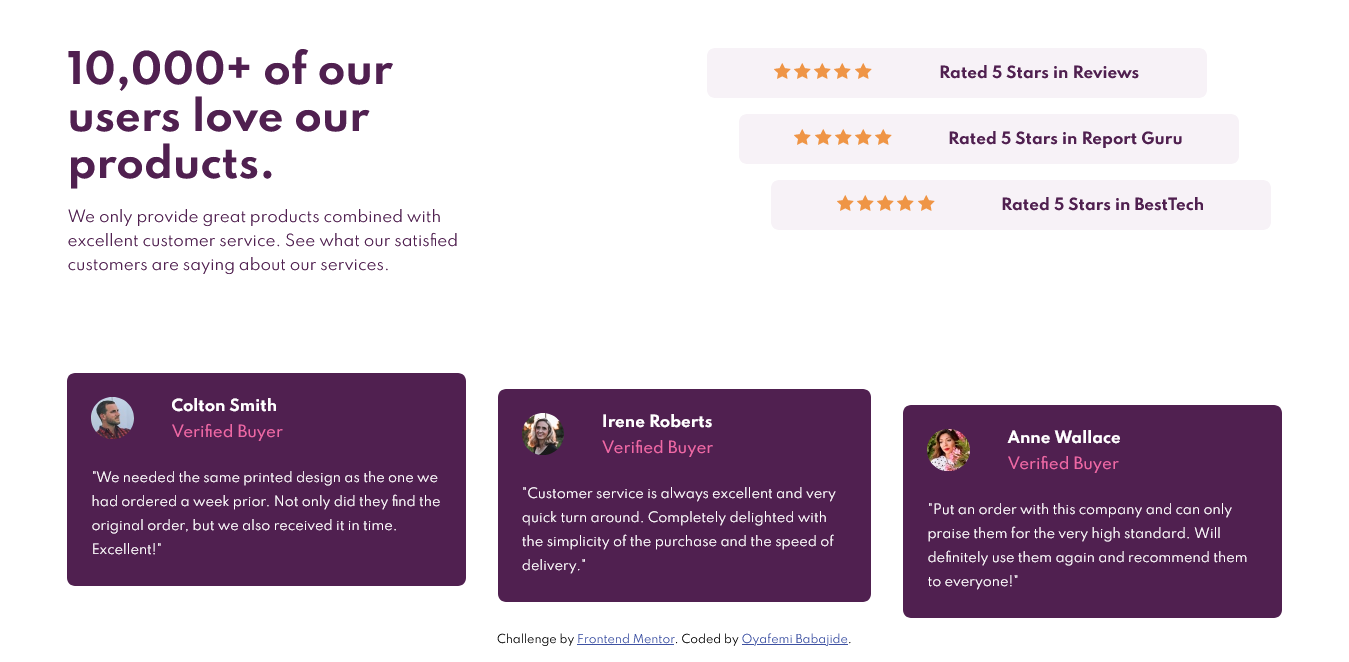 10,000+ of our
users love our
products.
We only provide great products combined with
excellent customer service. See what our satisfied
customers are saying about our services.
Rated 5 Stars in Reviews
Rated 5 Stars in Report Guru
Rated 5 Stars in BestTech
Colton Smith
Verified Buyer
"We needed the same printed design as the one we
had ordered a week prior. Not only did they find the
original order, but we also received it in time.
Excellent!"
Irene Roberts
Verified Buyer
"Customer service is always excellent and very
quick turn around. Completely delighted with
the simplicity of the purchase and the speed of
delivery."
Anne Wallace
Verified Buyer
"Put an order with this company and can only
praise them for the very high standard. Will
definitely use them again and recommend them
to everyone!"
Challenge by Frontend Mentor. Coded by Oyafemi Babajide.